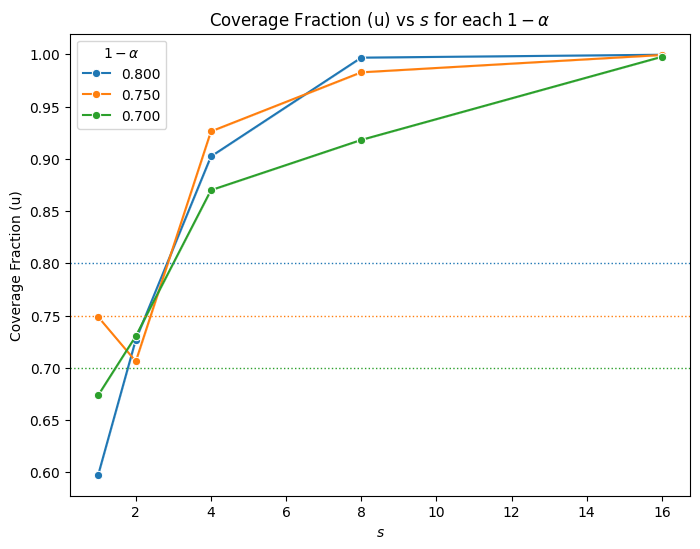 Coverage Fraction (u) vs s for each 1 − α
1 − α
0.800
0.750
0.700
Coverage Fraction (u)
1.00
0.95
0.90
0.85
0.80
0.75
0.70
0.65
0.60
2 4 6 8 10 12 14 16
s